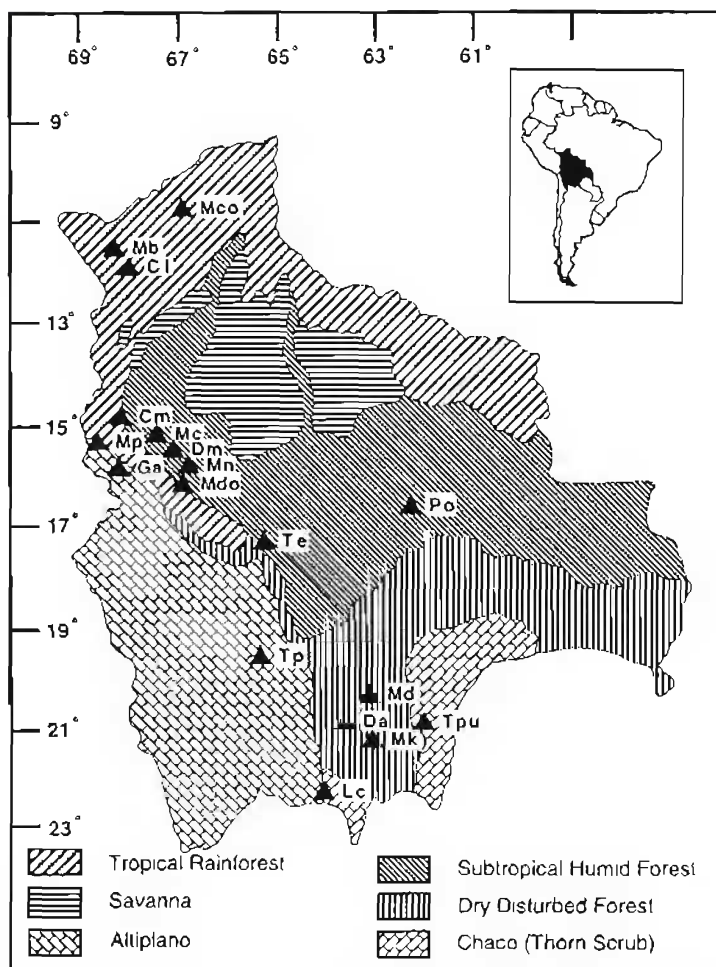 69° 67° 65° 63° 61°
9°
Mco
Mb
Cl
13°
Cm
15°
Mc
Mp
Dm
Ga
Mn
Mdo
Po
17°
Te
19°
Tp
Md
Da
Tpu
21°
Mk
Lc
23°
Tropical Rainforest
Subtropical Humid Forest
Savanna
Dry Disturbed Forest
Altiplano
Chaco (Thorn Scrub)